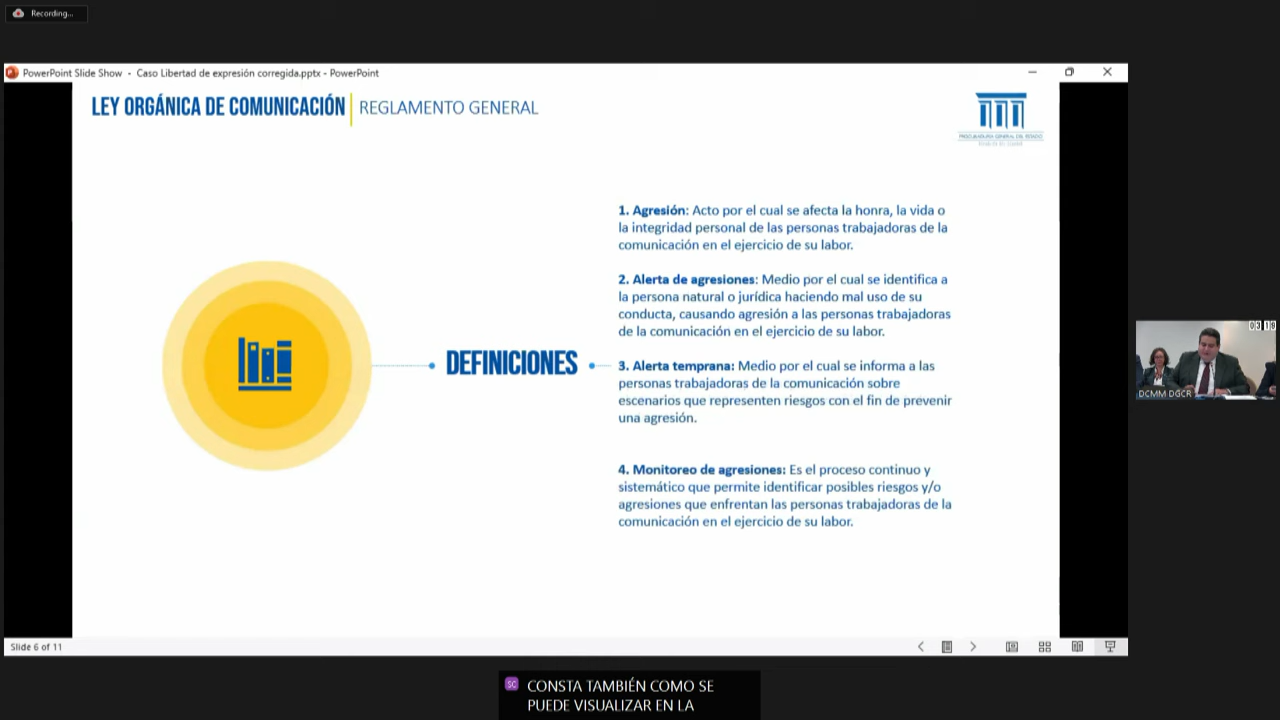 Recording...
PowerPoint Slide Show - Caso Libertad de expresión corregida.pptx - PowerPoint
LEY ORGÁNICA DE COMUNICACIÓN | REGLAMENTO GENERAL
PROCURADURÍA GENERAL DEL ESTADO
1. Agresión: Acto por el cual se afecta la honra, la vida o
la integridad personal de las personas trabajadoras de la
comunicación en el ejercicio de su labor.
2. Alerta de agresiones: Medio por el cual se identifica a
la persona natural o jurídica haciendo mal uso de su
conducta, causando agresión a las personas trabajadoras
de la comunicación en el ejercicio de su labor.
DEFINICIONES
3. Alerta temprana: Medio por el cual se informa a las
personas trabajadoras de la comunicación sobre
escenarios que representen riesgos con el fin de prevenir
una agresión.
4. Monitoreo de agresiones: Es el proceso continuo y
sistemático que permite identificar posibles riesgos y/o
agresiones que enfrentan las personas trabajadoras de la
comunicación en el ejercicio de su labor.
03:10
DCMM DGCR
Slide 6 of 11
SC
CONSTA TAMBIÉN COMO SE
PUEDE VISUALIZAR EN LA